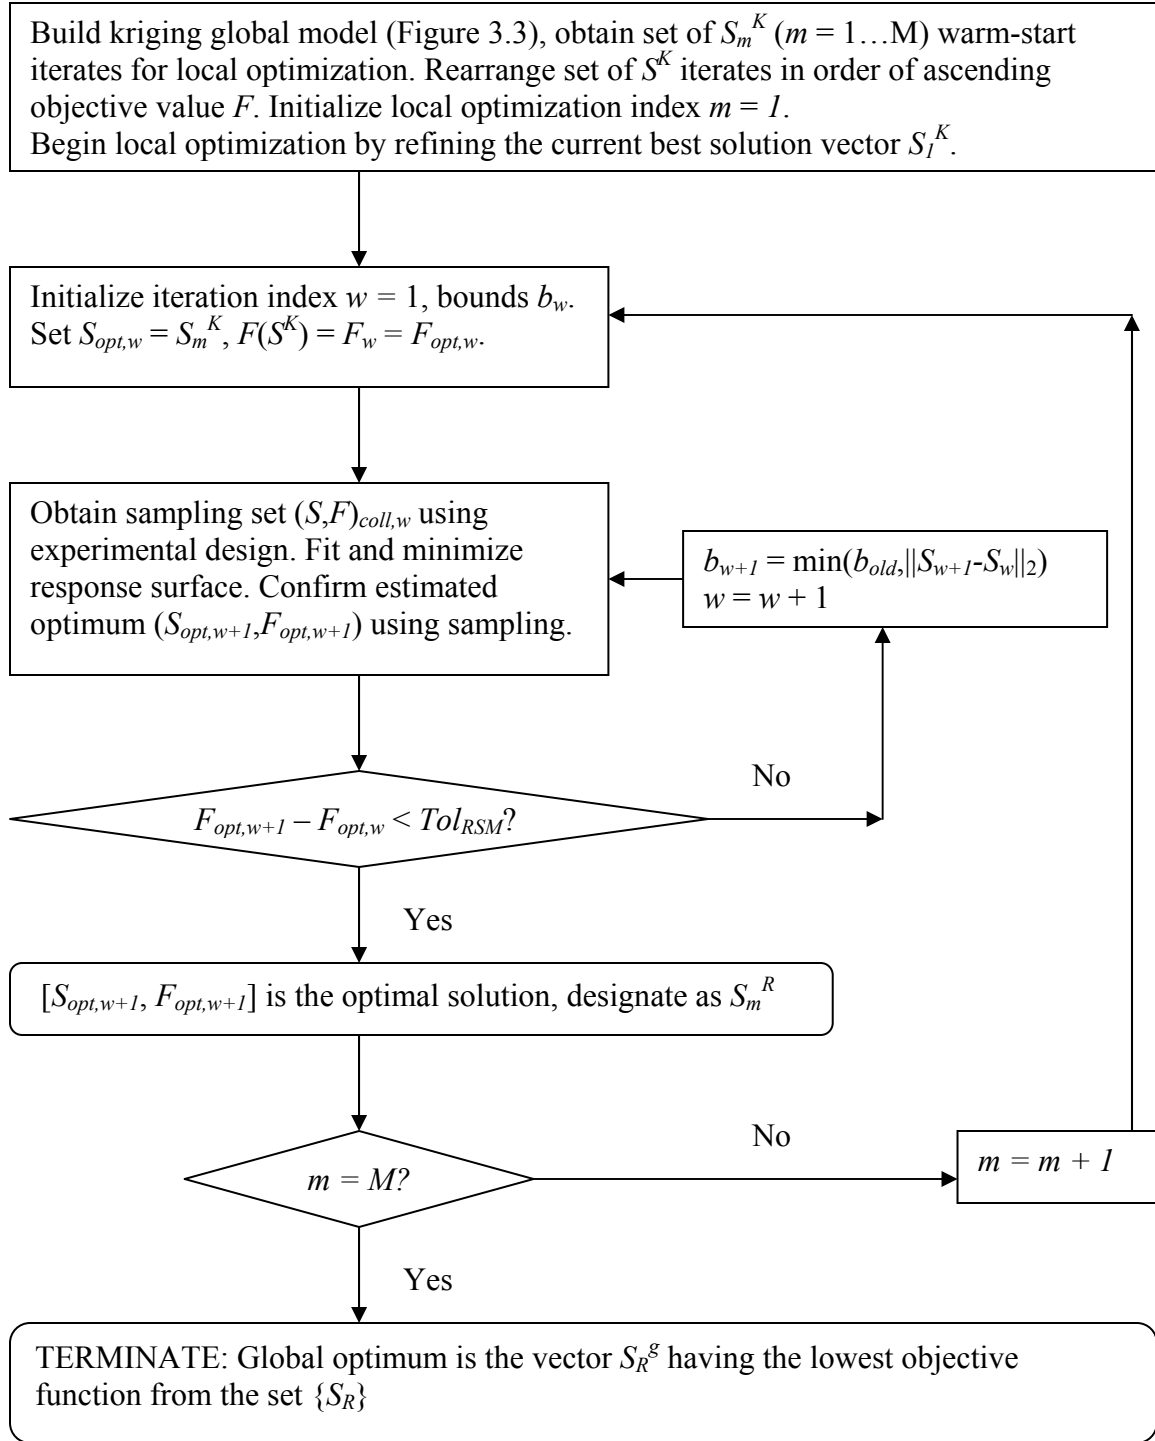 Build kriging global model (Figure 3.3), obtain set of S_m^K (m = 1…M) warm-start
iterates for local optimization. Rearrange set of S^K iterates in order of ascending
objective value F. Initialize local optimization index m = 1.
Begin local optimization by refining the current best solution vector S_1^K.
Initialize iteration index w = 1, bounds b_w.
Set S_opt,w = S_m^K, F(S^K) = F_w = F_opt,w.
Obtain sampling set (S,F)_coll,w using
experimental design. Fit and minimize
response surface. Confirm estimated
optimum (S_opt,w+1,F_opt,w+1) using sampling.
b_w+1 = min(b_old,||S_w+1-S_w||_2)
w = w + 1
F_opt,w+1 – F_opt,w < Tol_RSM?
No
Yes
[S_opt,w+1, F_opt,w+1] is the optimal solution, designate as S_m^R
m = M?
No
m = m + 1
Yes
TERMINATE: Global optimum is the vector S_R^g having the lowest objective
function from the set {S_R}